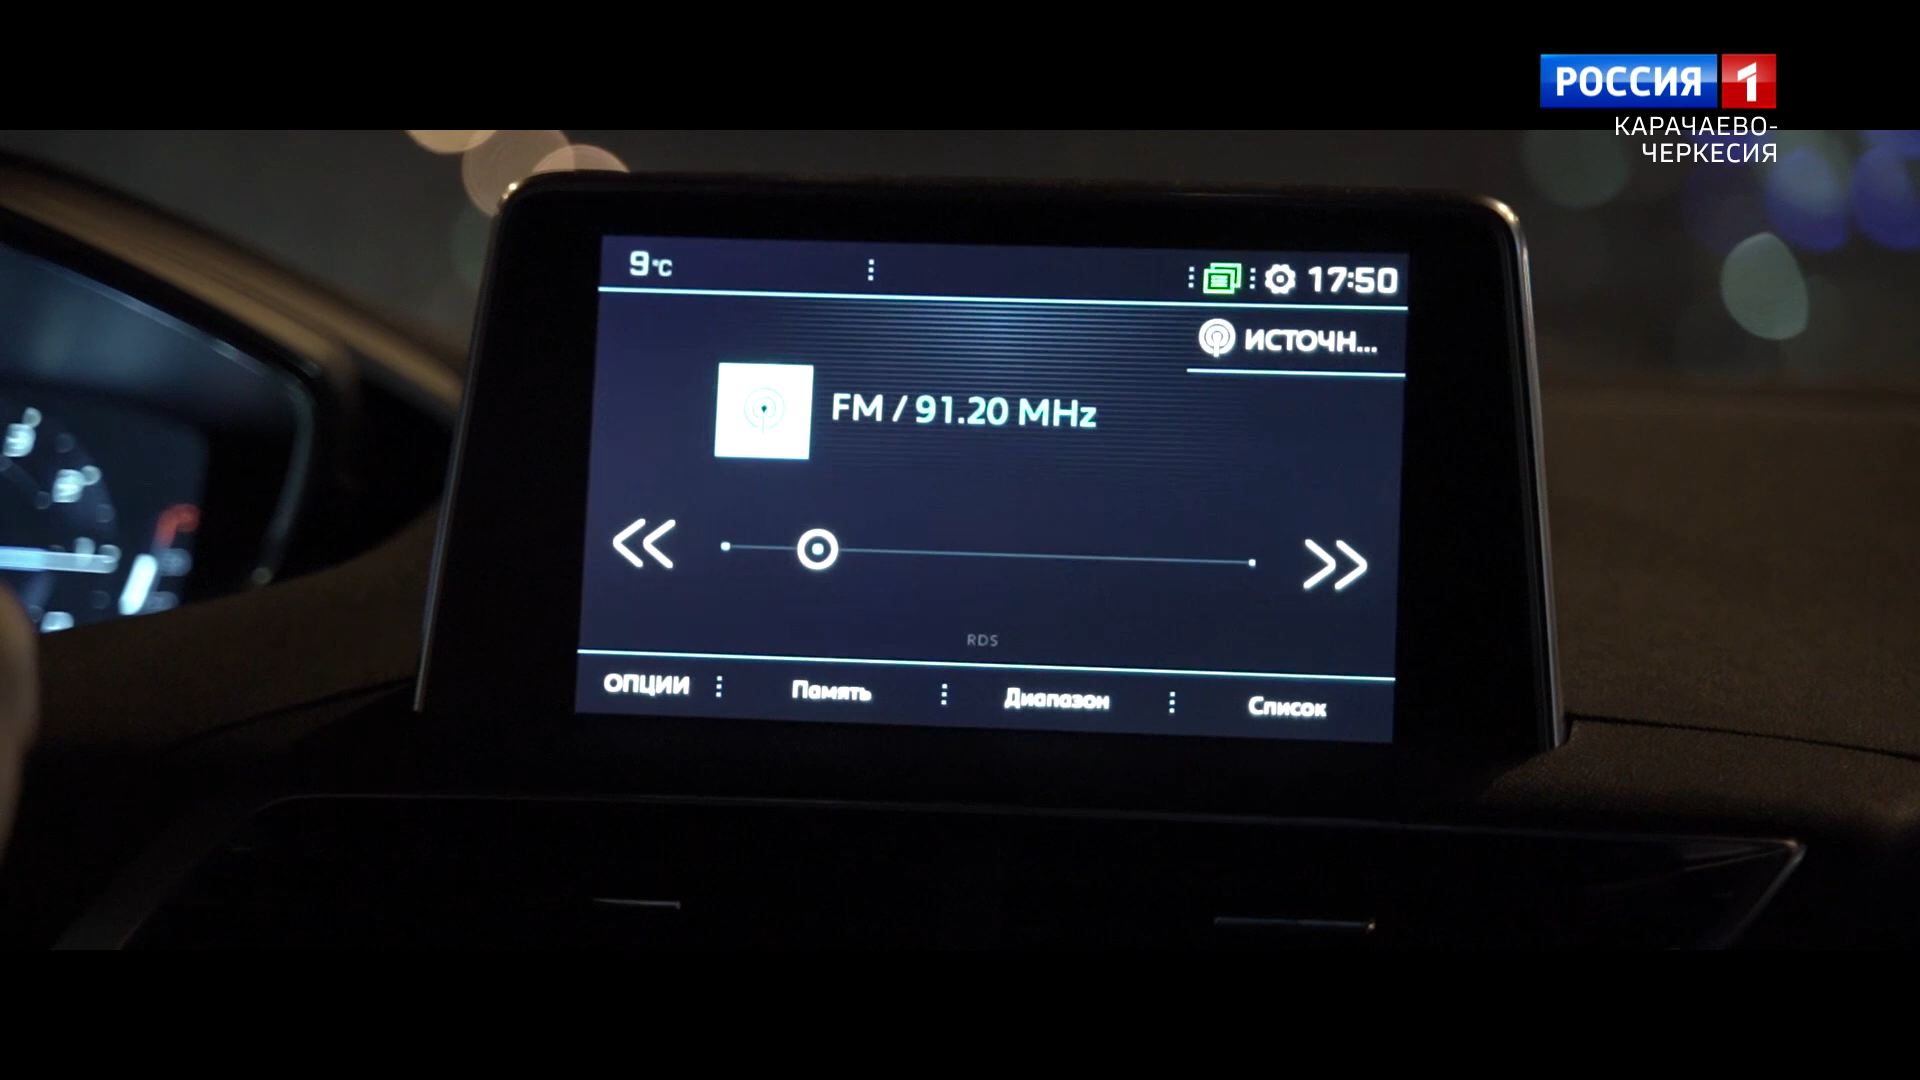 РОССИЯ 1
КАРАЧАЕВО-
ЧЕРКЕСИЯ
9°C
17:50
ИСТОЧН...
FM / 91.20 MHz
RDS
ОПЦИИ Память Диапазон Список